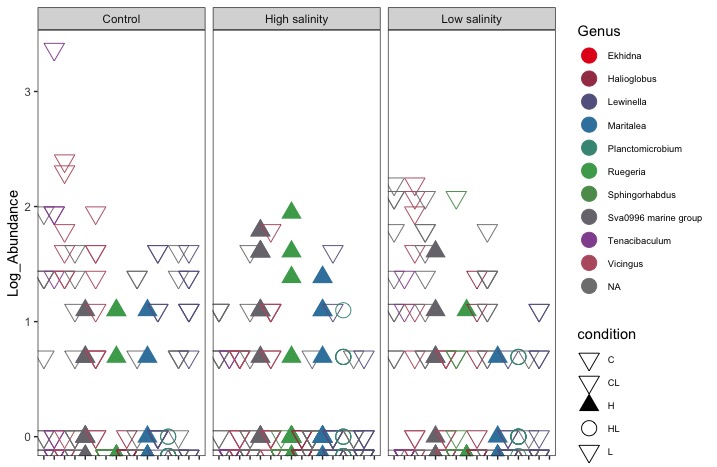 Control
High salinity
Low salinity
Log_Abundance
3
2
1
0
Genus
Ekhidna
Halioglobus
Lewinella
Maritalea
Planctomicrobium
Ruegeria
Sphingorhabdus
Sva0996 marine group
Tenacibaculum
Vicingus
NA
condition
C
CL
H
HL
L